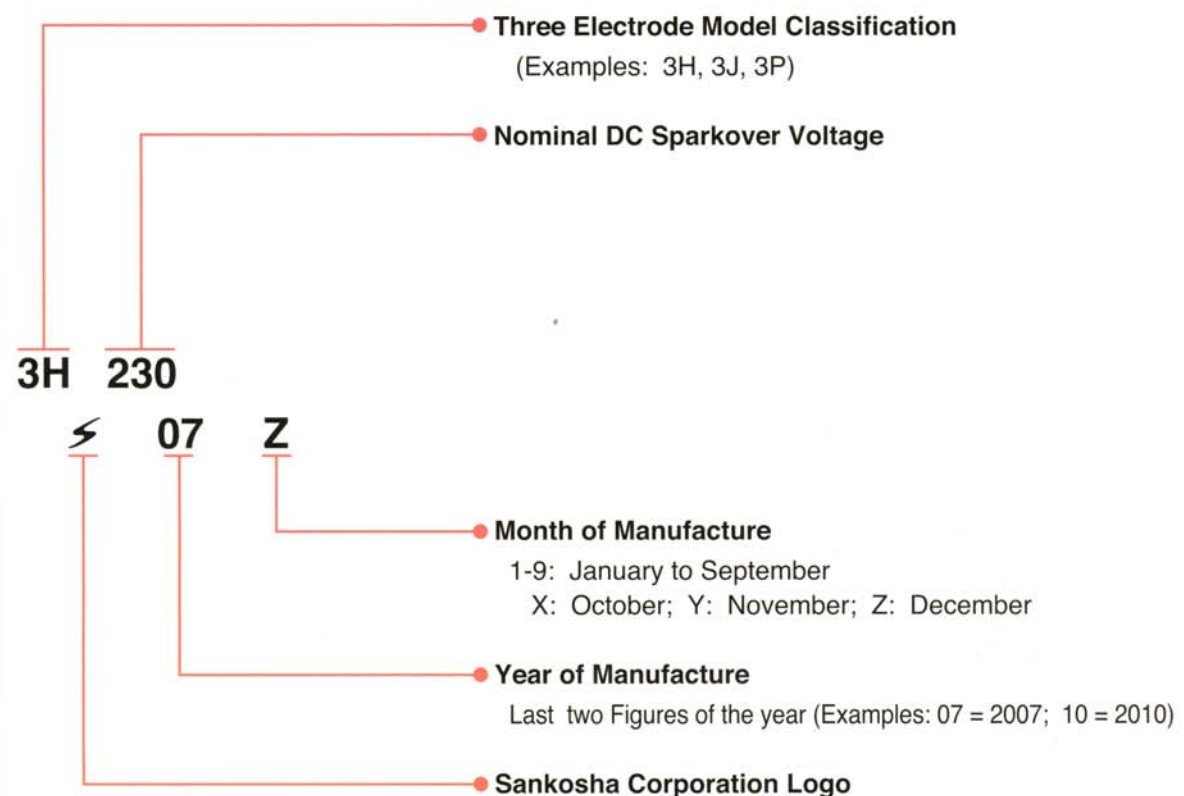 Three Electrode Model Classification
(Examples: 3H, 3J, 3P)
Nominal DC Sparkover Voltage
3H 230
07 Z
Month of Manufacture
1-9: January to September
X: October; Y: November; Z: December
Year of Manufacture
Last two Figures of the year (Examples: 07 = 2007; 10 = 2010)
Sankosha Corporation Logo